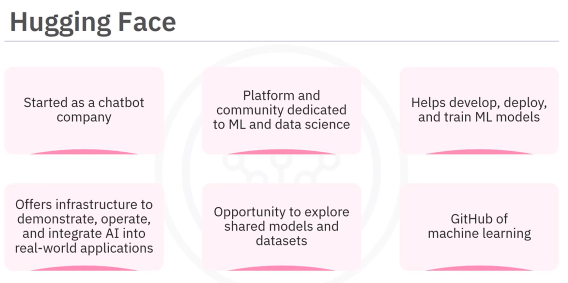 Hugging Face
Started as a chatbot
company
Platform and
community dedicated
to ML and data science
Helps develop, deploy,
and train ML models
Offers infrastructure to
demonstrate, operate,
and integrate AI into
real-world applications
Opportunity to explore
shared models and
datasets
GitHub of
machine learning